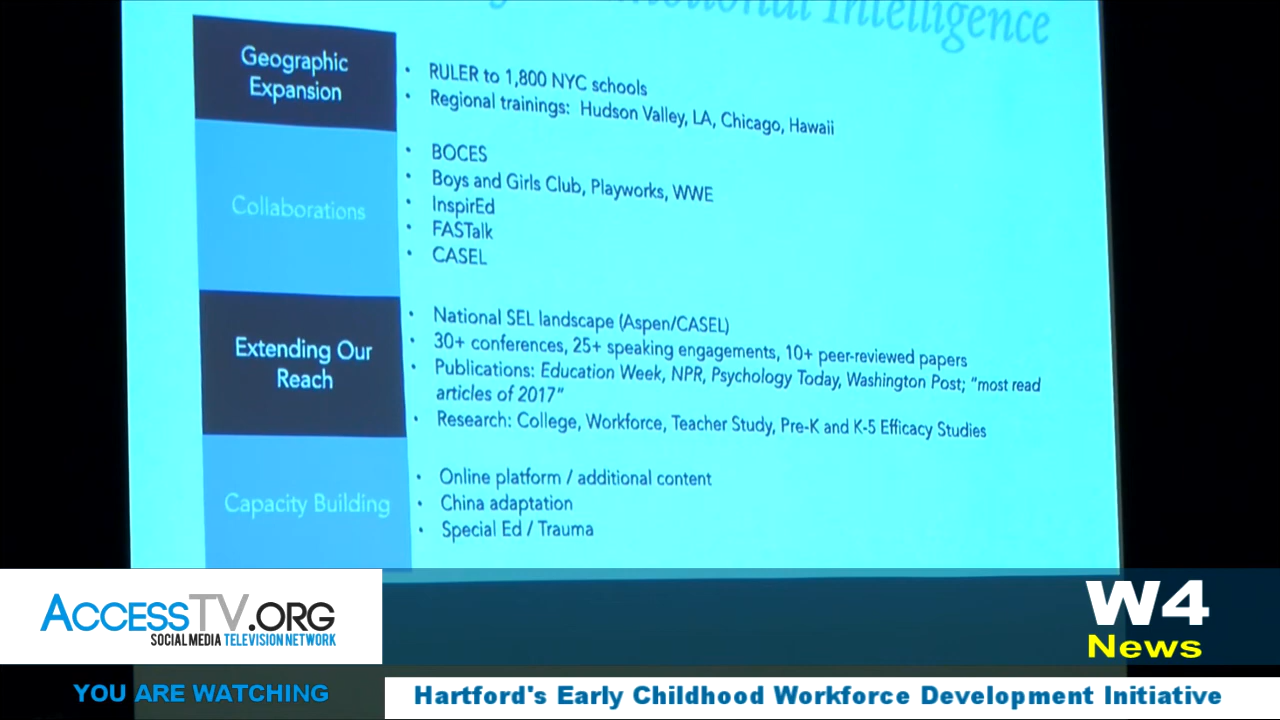 Intelligence
Geographic
Expansion
• RULER to 1,800 NYC schools
• Regional trainings: Hudson Valley, LA, Chicago, Hawaii
Collaborations
• BOCES
• Boys and Girls Club, Playworks, WWE
• InspirEd
• FASTalk
• CASEL
Extending Our
Reach
• National SEL landscape (Aspen/CASEL)
• 30+ conferences, 25+ speaking engagements, 10+ peer-reviewed papers
• Publications: Education Week, NPR, Psychology Today, Washington Post; “most read
articles of 2017”
• Research: College, Workforce, Teacher Study, Pre-K and K-5 Efficacy Studies
Capacity Building
• Online platform / additional content
• China adaptation
• Special Ed / Trauma
ACCESSTV.ORG
SOCIAL MEDIA TELEVISION NETWORK
W4
News
YOU ARE WATCHING
Hartford's Early Childhood Workforce Development Initiative